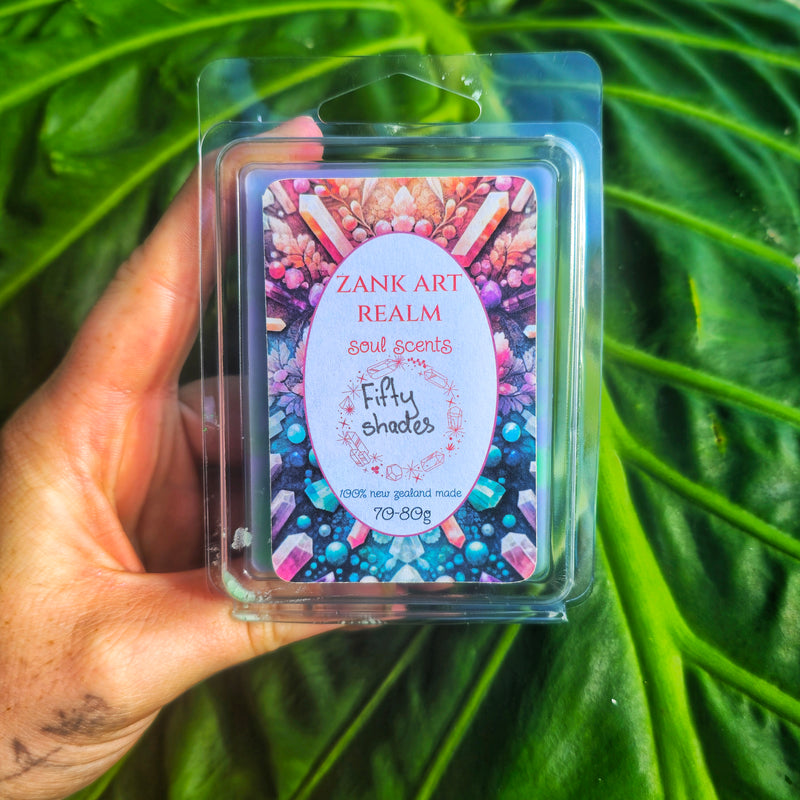 ZANK ART
REALM
soul scents
Fifty
shades
100% new zealand made
70-80g